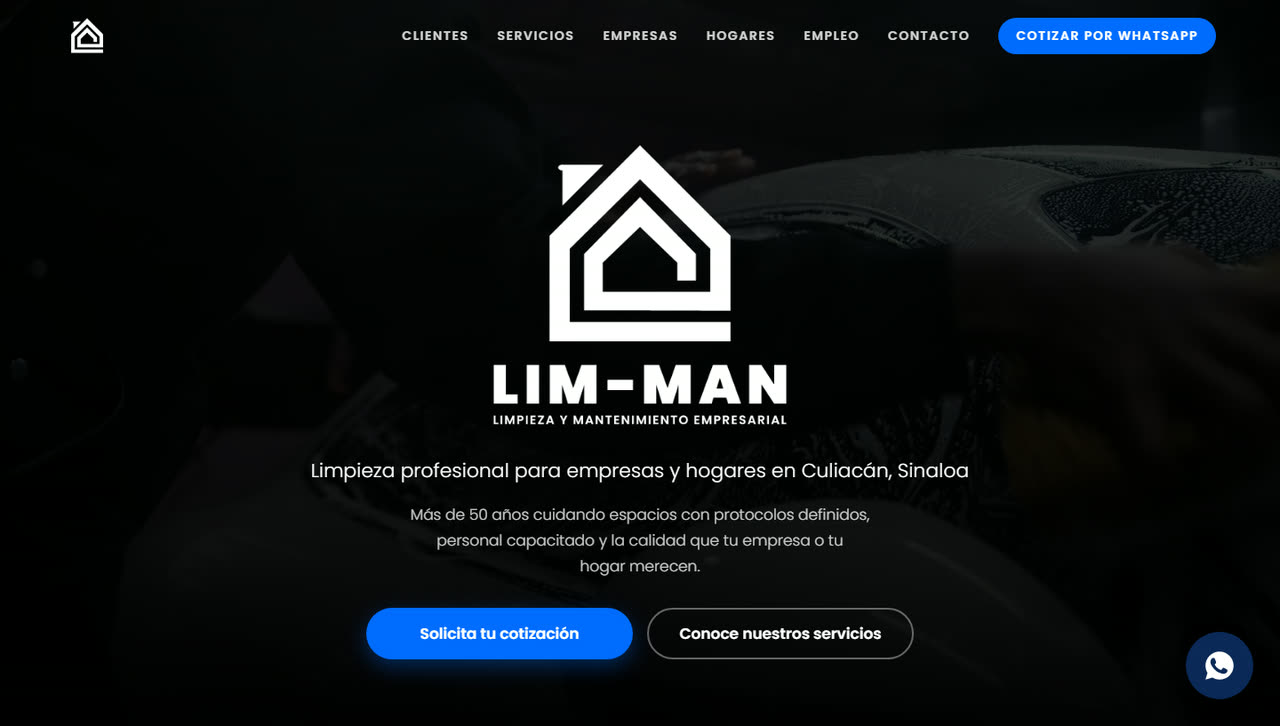 CLIENTES SERVICIOS EMPRESAS HOGARES EMPLEO CONTACTO COTIZAR POR WHATSAPP
LIM-MAN
LIMPIEZA Y MANTENIMIENTO EMPRESARIAL
Limpieza profesional para empresas y hogares en Culiacán, Sinaloa
Más de 50 años cuidando espacios con protocolos definidos,
personal capacitado y la calidad que tu empresa o tu
hogar merecen.
Solicita tu cotización Conoce nuestros servicios